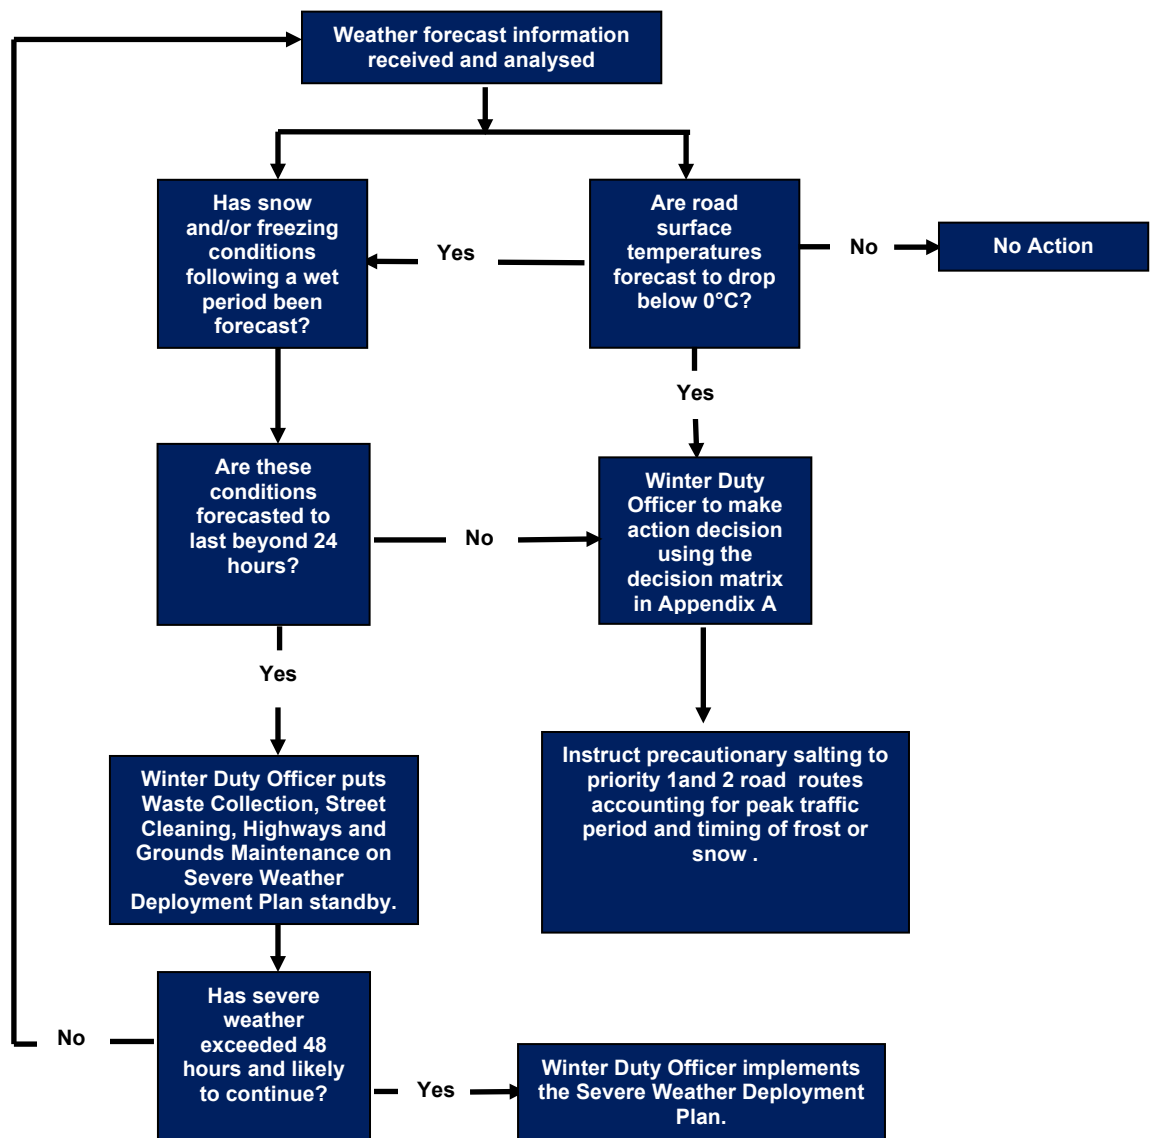 Weather forecast information
received and analysed
Has snow
and/or freezing
conditions
following a wet
period been
forecast?
Yes
Are road
surface
temperatures
forecast to drop
below 0°C?
No
No Action
Yes
Are these
conditions
forecasted to
last beyond 24
hours?
No
Winter Duty
Officer to make
action decision
using the
decision matrix
in Appendix A
Yes
Winter Duty Officer puts
Waste Collection, Street
Cleaning, Highways and
Grounds Maintenance on
Severe Weather
Deployment Plan standby.
Instruct precautionary salting to
priority 1and 2 road routes
accounting for peak traffic
period and timing of frost or
snow .
No
Has severe
weather
exceeded 48
hours and likely
to continue?
Yes
Winter Duty Officer implements
the Severe Weather Deployment
Plan.